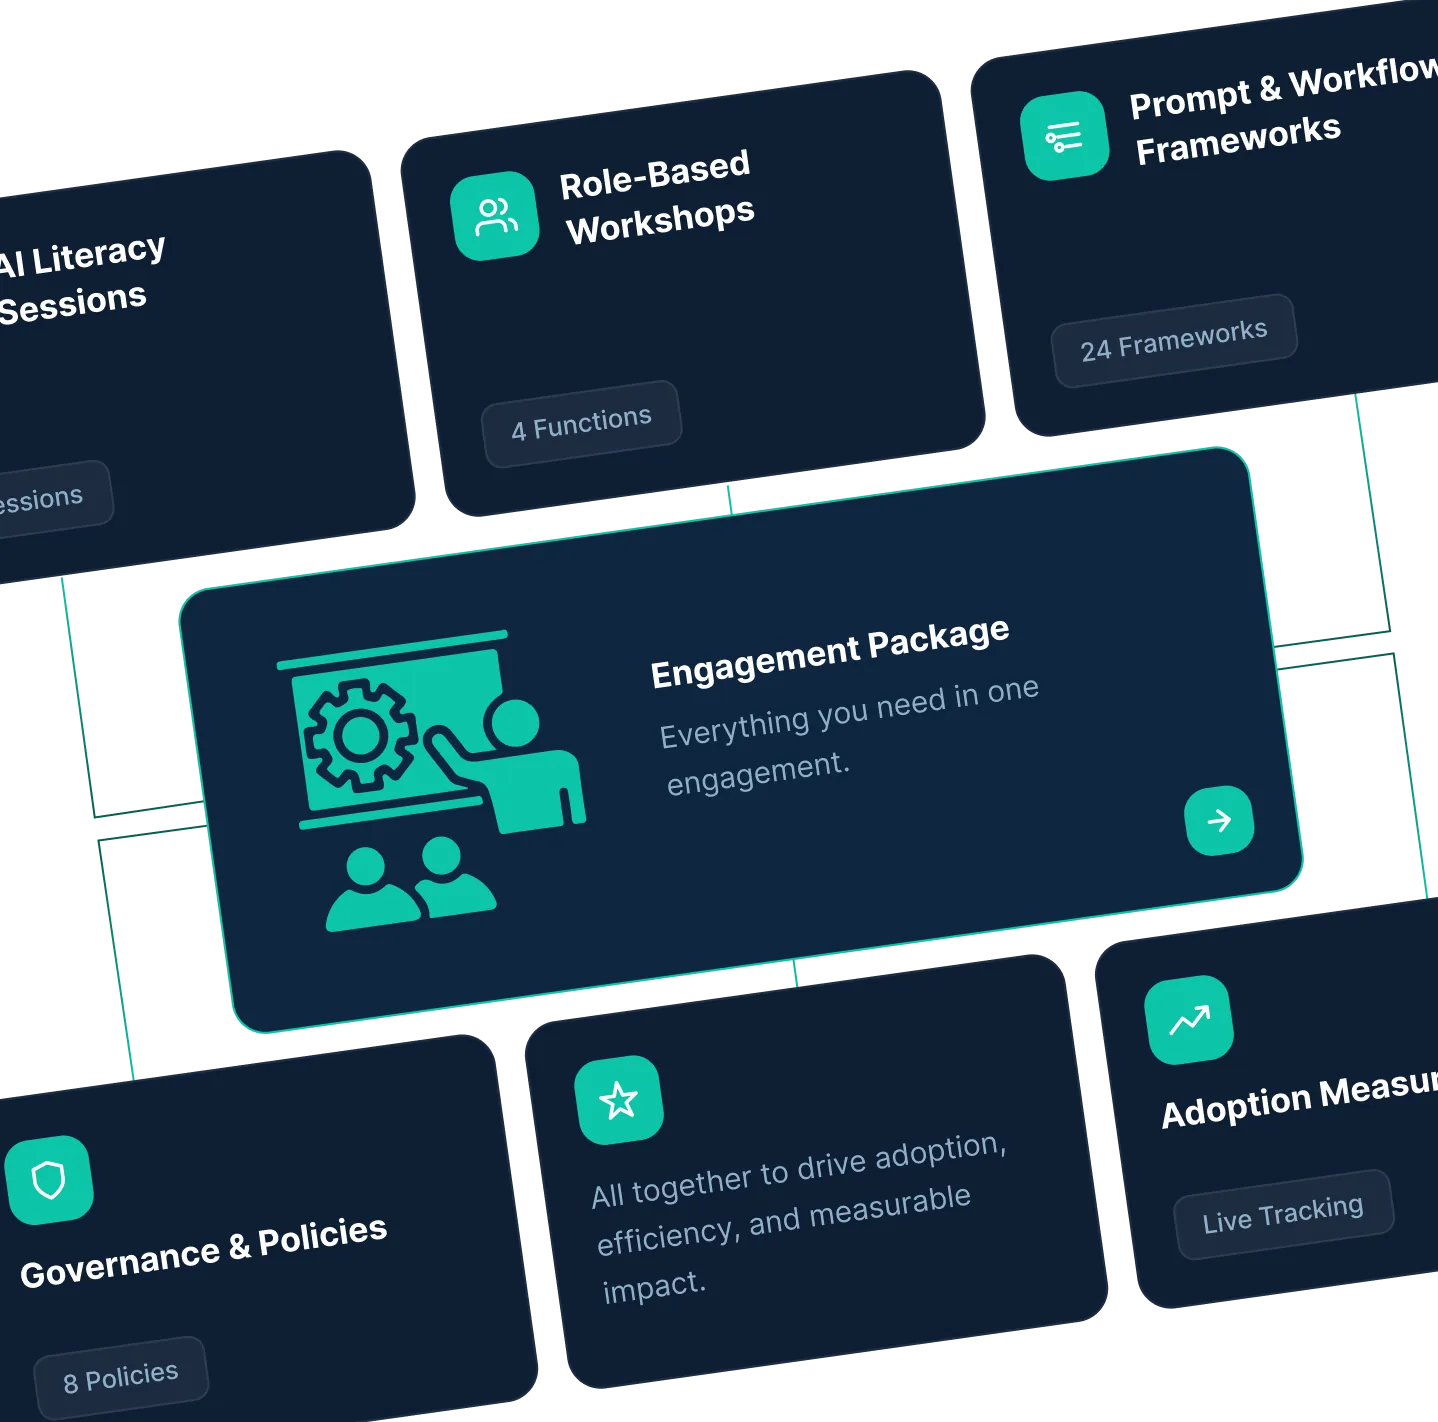 AI Literacy
Sessions
essions
Role-Based
Workshops
4 Functions
Prompt & Workflow
Frameworks
24 Frameworks
Engagement Package
Everything you need in one
engagement.
Governance & Policies
8 Policies
All together to drive adoption,
efficiency, and measurable
impact.
Adoption Measur
Live Tracking